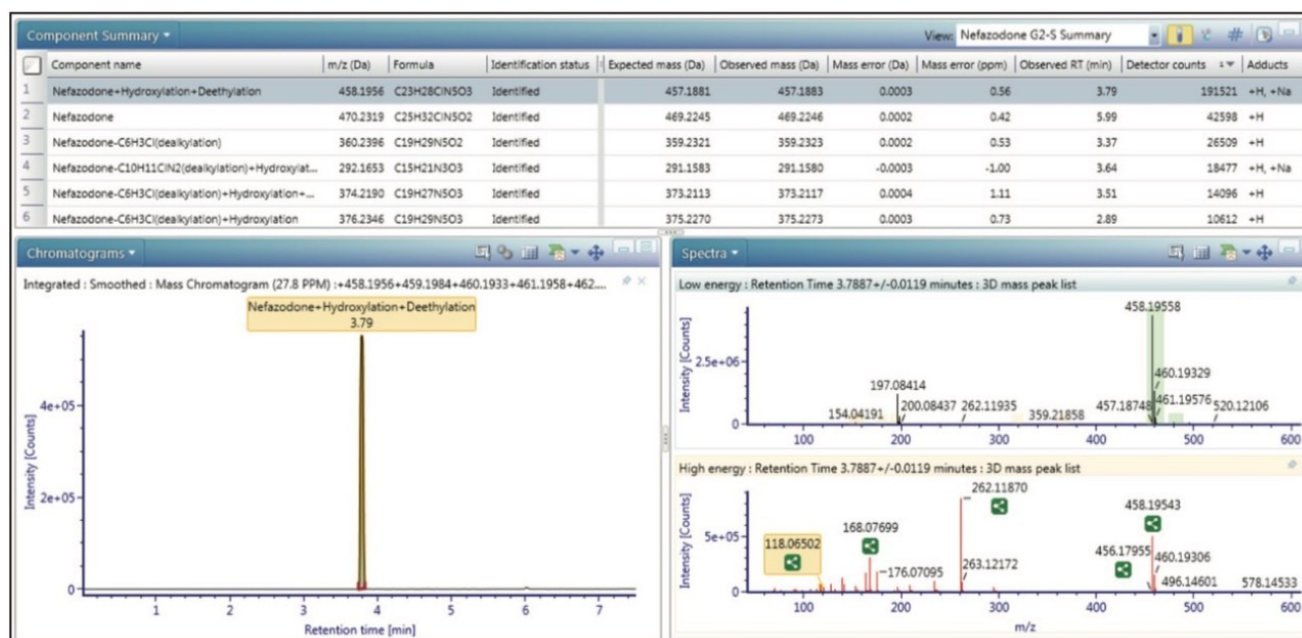 Component Summary
View: Nefazodone G2-S Summary
Component name m/z (Da) Formula Identification status Expected mass (Da) Observed mass (Da) Mass error (Da) Mass error (ppm) Observed RT (min) Detector counts Adducts
1 Nefazodone+Hydroxylation+Deethylation 458.1956 C23H28ClN5O3 Identified 457.1881 457.1883 0.0003 0.56 3.79 191521 +H, +Na
2 Nefazodone 470.2319 C25H32ClN5O2 Identified 469.2245 469.2246 0.0002 0.42 5.99 42598 +H
3 Nefazodone-C6H3Cl(dealkylation) 360.2396 C19H29N5O2 Identified 359.2321 359.2323 0.0002 0.53 3.37 26509 +H
4 Nefazodone-C10H11ClN2(dealkylation)+Hydroxylat... 292.1653 C15H21N3O3 Identified 291.1583 291.1580 -0.0003 -1.00 3.64 18477 +H, +Na
5 Nefazodone-C6H3Cl(dealkylation)+Hydroxylation+... 374.2190 C19H27N5O3 Identified 373.2113 373.2117 0.0004 1.11 3.51 14096 +H
6 Nefazodone-C6H3Cl(dealkylation)+Hydroxylation 376.2346 C19H29N5O3 Identified 375.2270 375.2273 0.0003 0.73 2.89 10612 +H
Chromatograms
Integrated : Smoothed : Mass Chromatogram (27.8 PPM) :+458.1956+459.1984+460.1933+461.1958+462....
Nefazodone+Hydroxylation+Deethylation
3.79
Intensity [Counts]
4e+05
2e+05
0
1 2 3 4 5 6 7
Retention time [min]
Spectra
Low energy : Retention Time 3.7887+/-0.0119 minutes : 3D mass peak list
458.19558
2.5e+06
460.19329
197.08414
154.04191 200.08437 262.11935 359.21858 457.18748 461.19576 520.12106
0
Intensity [Counts]
100 200 300 400 500 600
High energy : Retention Time 3.7887+/-0.0119 minutes : 3D mass peak list
262.11870
458.19543
168.07699
118.06502
5e+05
456.17955 460.19306
176.07095 263.12172
496.14601 578.14533
0
Intensity [Counts]
100 200 300 400 500 600
m/z